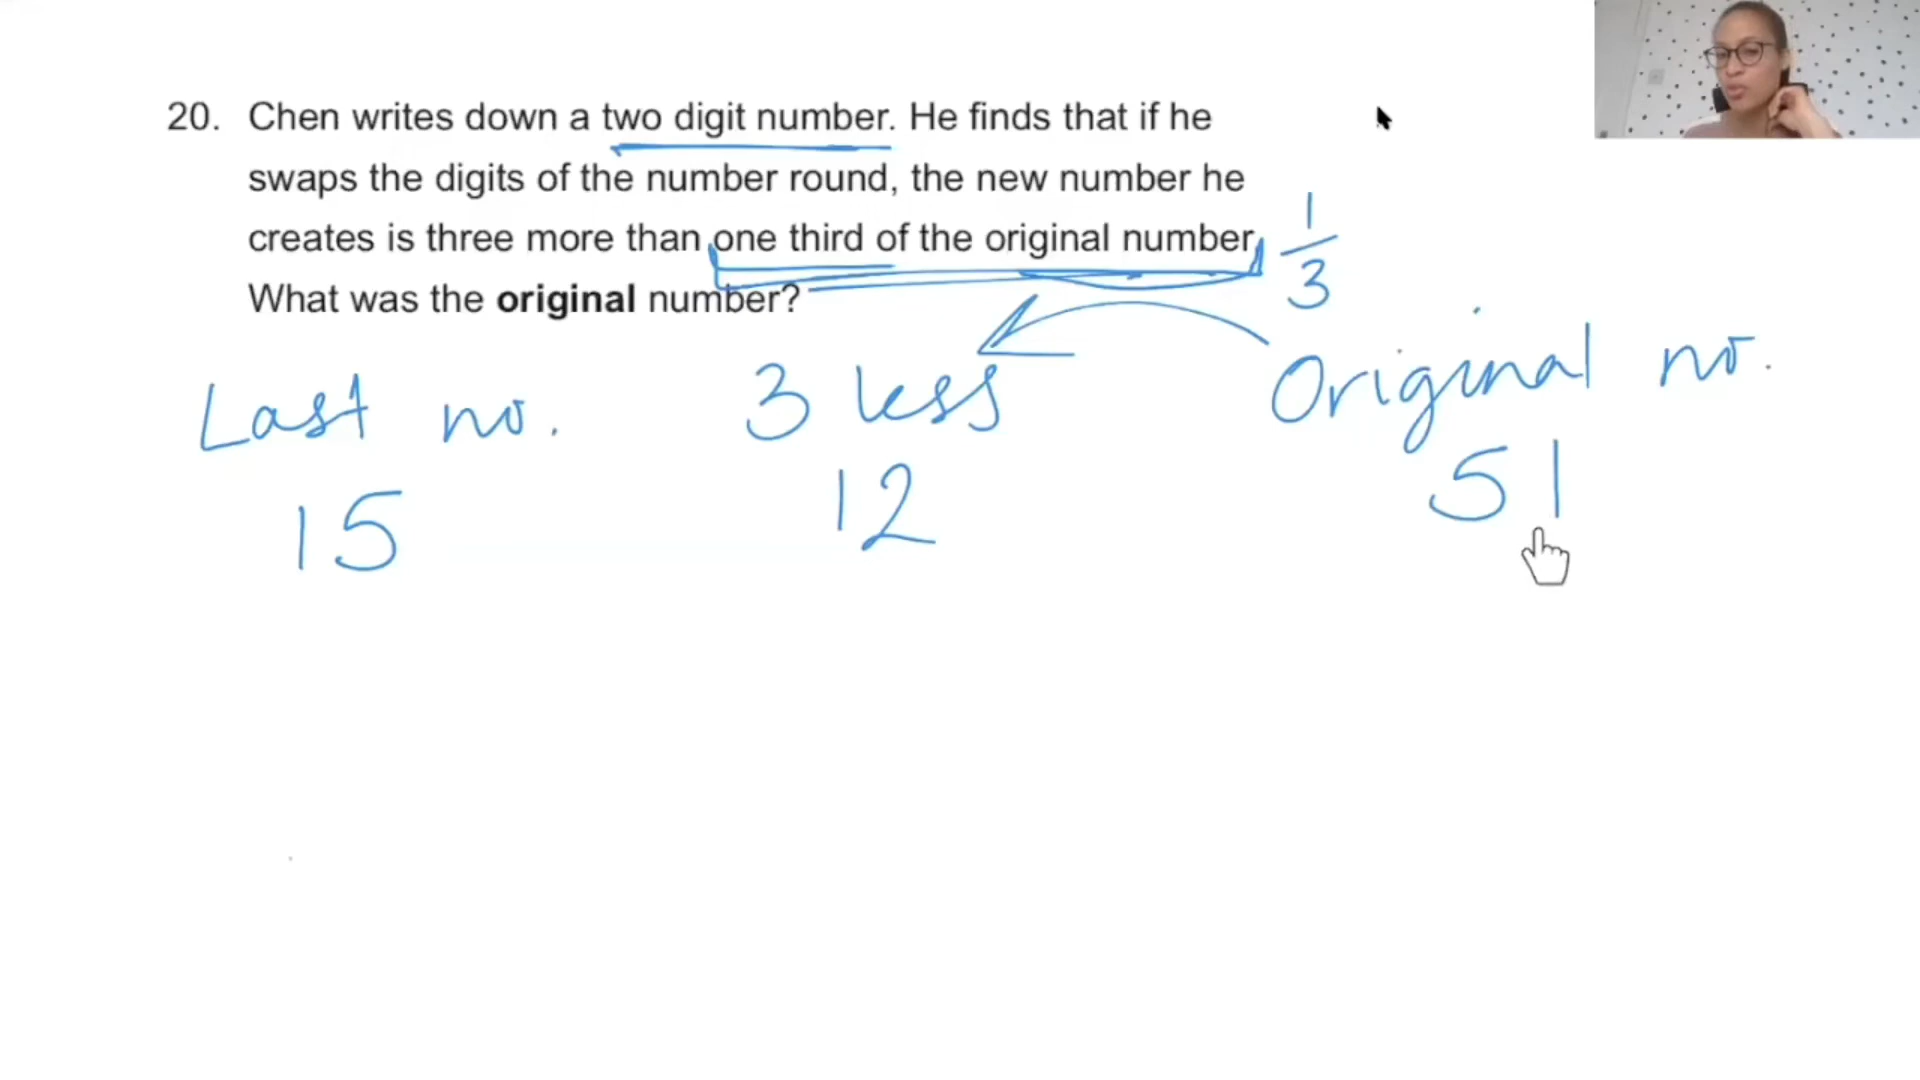 20. Chen writes down a two digit number. He finds that if he
swaps the digits of the number round, the new number he
creates is three more than one third of the original number.
What was the original number?
1
3
Last no. 3 less Original no.
15 12 51